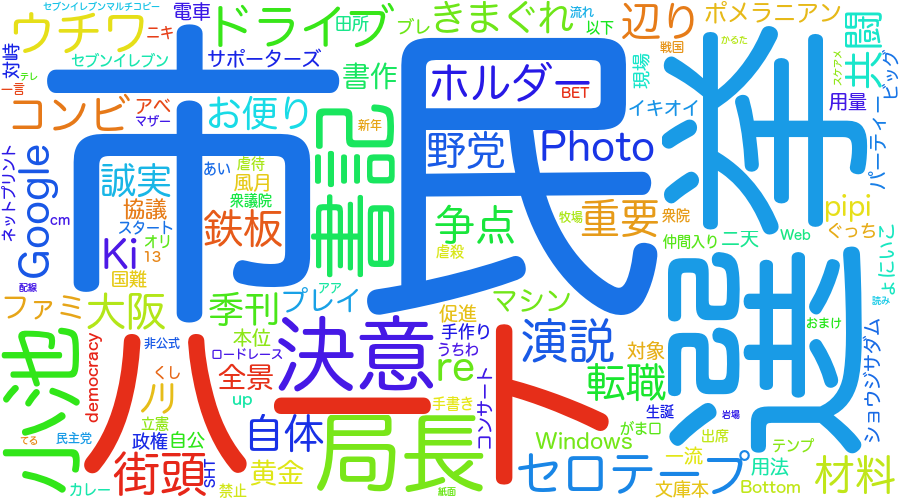 セブンイレブンマルチコピー
電車
ドライブ
田所
ブレ
きまぐれ
流れ
以下
辺り
ポメラニアン
ウチワ
ニキ
サポーターズ
戦国
かるた
共闘
対峙
テレ
一言
セブンイレブン
書作
ホルダー
BET
現場
スケアメ
ビッグ
コンビ
アベ
マザー
お便り
新年
イキオイ
用量
パーティー
市民
選挙
書記
野党
Photo
ネットプリント
Google
誠実
あい
虐待
風月
衆議院
協議
スタート
鉄板
争点
牧場
重要
衆院
pipi
ぐっち
cm
Ki
オリ
13
国難
虐殺
仲間入り
二天
Web
よにいこ
配線
ファミ
大阪
季刊
アア
プレイ
マシン
促進
読み
小池
ハート
本位
決意
手作り
うちわ
演説
対象
おまけ
ショウジサダム
非公式
ロードレース
democracy
くし
川
全景
re
転職
up
手書き
コンサート
生誕
岩場
立憲
自体
局長
がま口
出席
テンプ
てる
民主党
政権
自公
Windows
一流
用法
材料
カレー
街頭
SHT
黄金
禁止
紙面
セロテープ
文庫本
Bottom